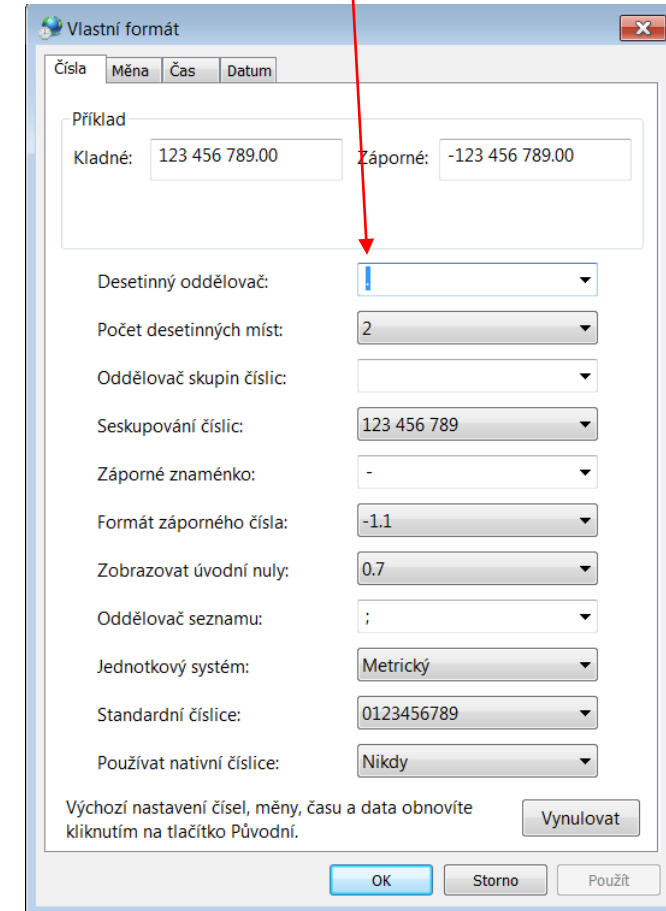 Vlastní formát
Čísla Měna Čas Datum
Příklad
Kladné: 123 456 789.00 Záporné: -123 456 789.00
Desetinný oddělovač: .
Počet desetinných míst: 2
Oddělovač skupin číslic:
Seskupování číslic: 123 456 789
Záporné znaménko: -
Formát záporného čísla: -1.1
Zobrazovat úvodní nuly: 0.7
Oddělovač seznamu: ;
Jednotkový systém: Metrický
Standardní číslice: 0123456789
Používat nativní číslice: Nikdy
Výchozí nastavení čísel, měny, času a data obnovíte
kliknutím na tlačítko Původní. Vynulovat
OK Storno Použít